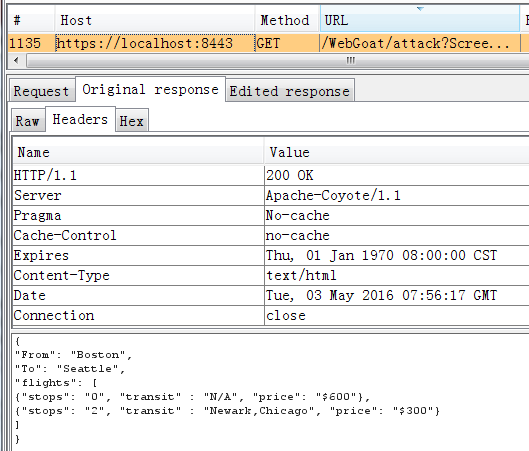 # Host Method URL
1135 https://localhost:8443 GET /WebGoat/attack?Scree...
Request Original response Edited response
Raw Headers Hex
Name Value
HTTP/1.1 200 OK
Server Apache-Coyote/1.1
Pragma No-cache
Cache-Control no-cache
Expires Thu, 01 Jan 1970 08:00:00 CST
Content-Type text/html
Date Tue, 03 May 2016 07:56:17 GMT
Connection close
{
"From": "Boston",
"To": "Seattle",
"flights": [
{"stops": "0", "transit" : "N/A", "price": "$600"},
{"stops": "2", "transit" : "Newark,Chicago", "price": "$300"}
]
}